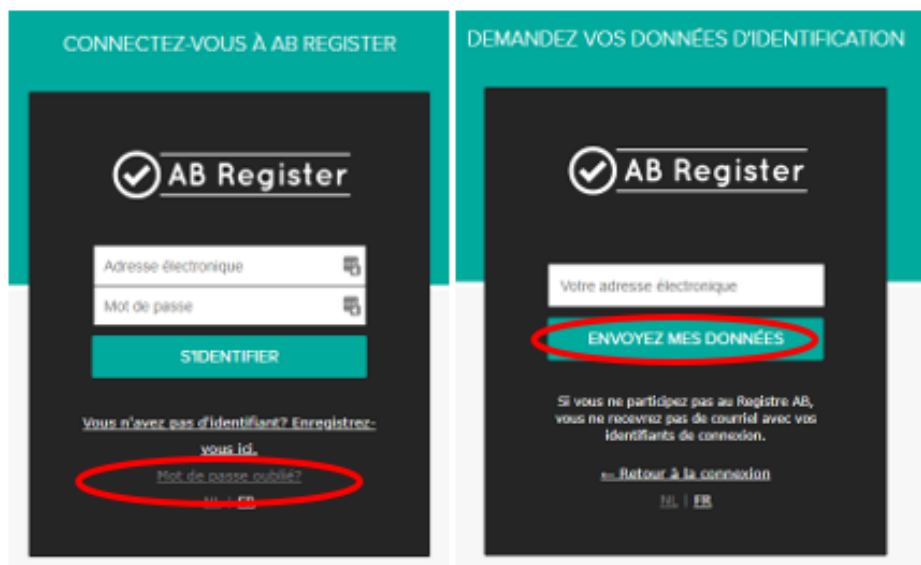 CONNECTEZ-VOUS À AB REGISTER
AB Register
Adresse électronique
Mot de passe
S'IDENTIFIER
Vous n'avez pas d'identifiant? Enregistrez-
vous ici.
Mot de passe oublié?
NL | FR
DEMANDEZ VOS DONNÉES D'IDENTIFICATION
AB Register
Votre adresse électronique
ENVOYEZ MES DONNÉES
Si vous ne participez pas au Registre AB,
vous ne recevrez pas de courriel avec vos
identifiants de connexion.
← Retour à la connexion
NL | FR